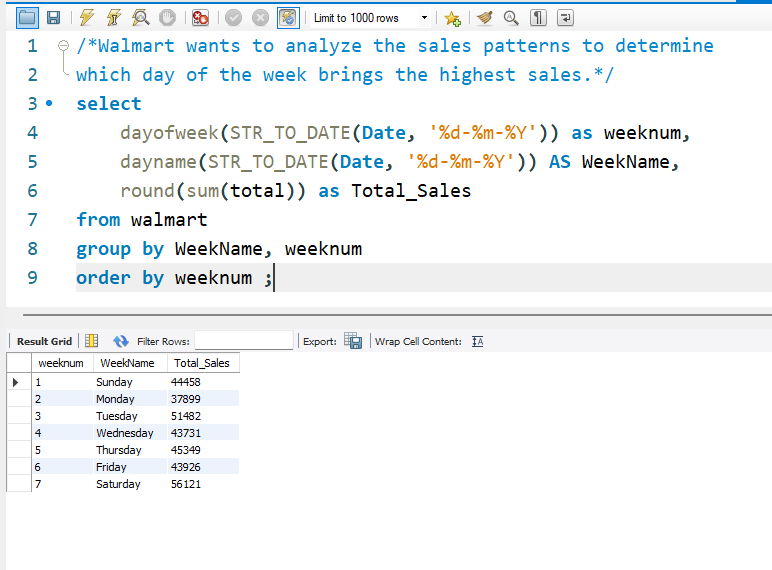 Limit to 1000 rows
1 /*Walmart wants to analyze the sales patterns to determine
2 which day of the week brings the highest sales.*/
3 select
4 dayofweek(STR_TO_DATE(Date, '%d-%m-%Y')) as weeknum,
5 dayname(STR_TO_DATE(Date, '%d-%m-%Y')) AS WeekName,
6 round(sum(total)) as Total_Sales
7 from walmart
8 group by WeekName, weeknum
9 order by weeknum ;
Result Grid Filter Rows: Export: Wrap Cell Content: IA
weeknum WeekName Total_Sales
1 Sunday 44458
2 Monday 37899
3 Tuesday 51482
4 Wednesday 43731
5 Thursday 45349
6 Friday 43926
7 Saturday 56121